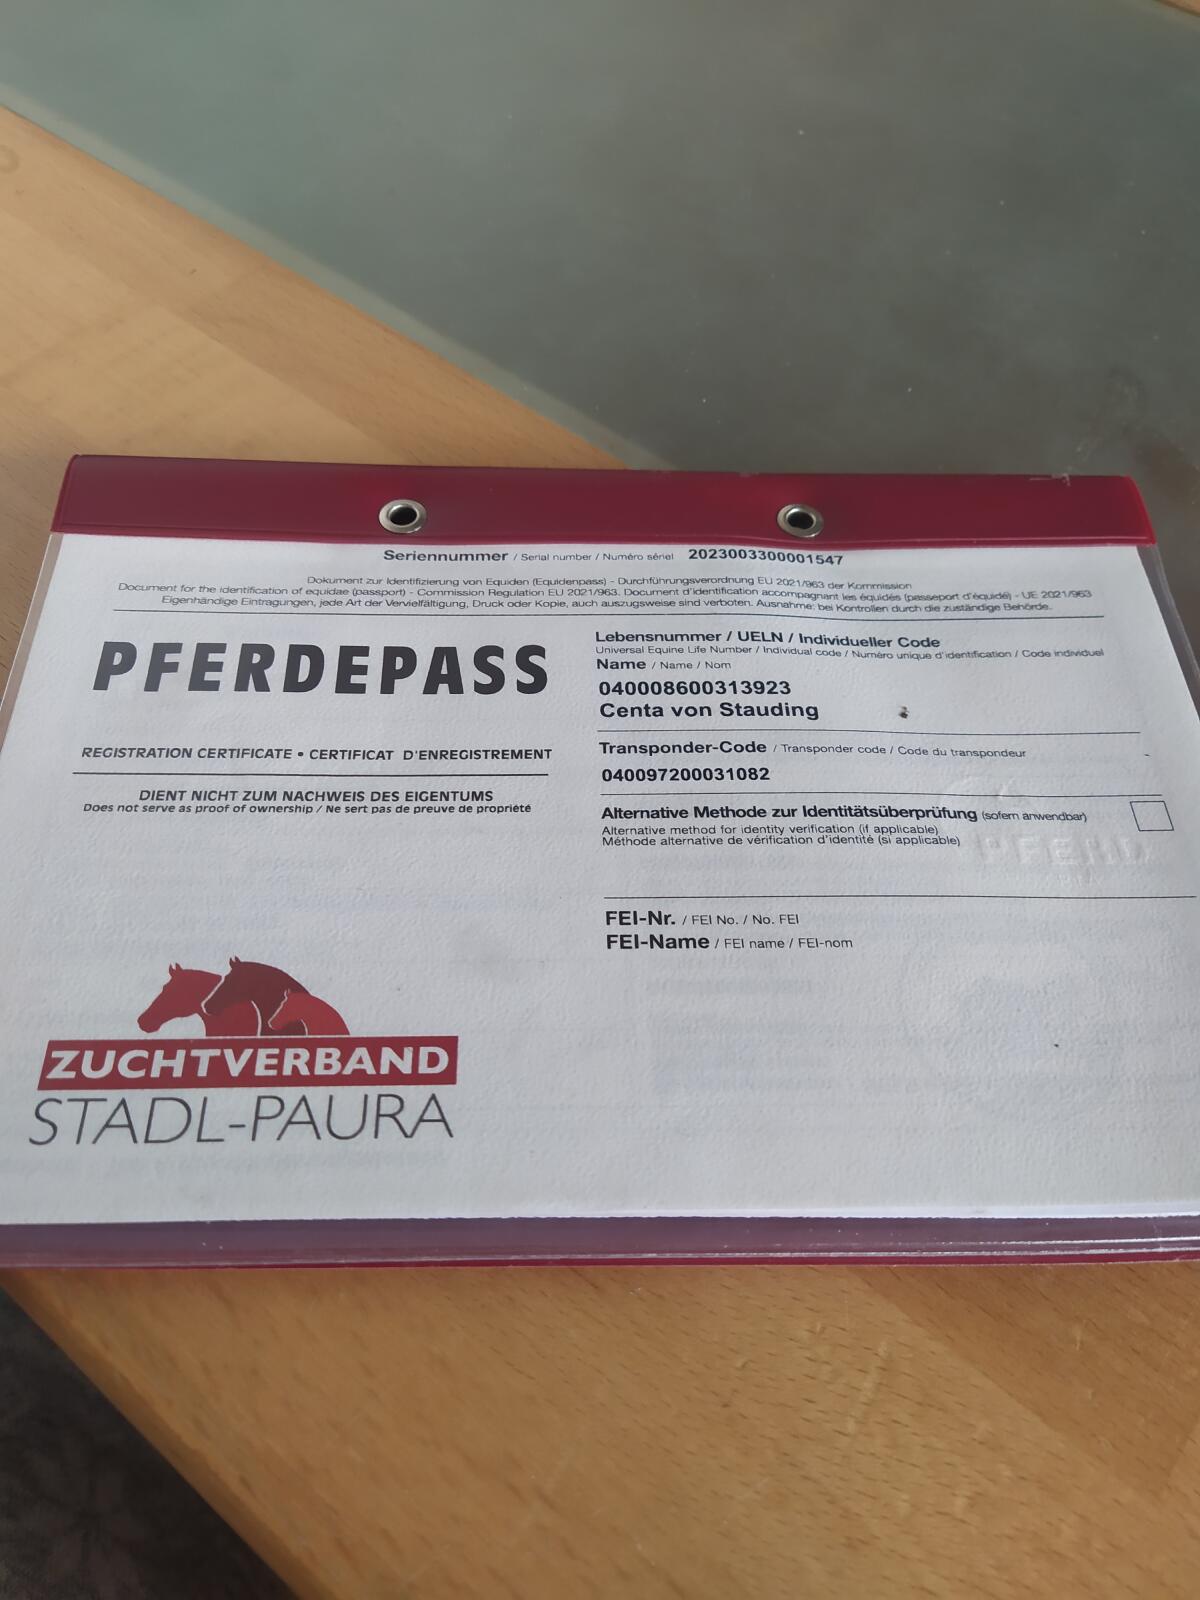 Seriennummer / Serial number / Numéro sériel 2023003300001547
Dokument zur Identifizierung von Equiden (Equidenpass) - Durchführungsverordnung EU 2021/963 der Kommission
Document for the identification of equidae (passport) - Commission Regulation EU 2021/963. Document d'identification accompagnant les équidés (passeport d'équidé) - UE 2021/963
Eigenhändige Eintragungen, jede Art der Vervielfältigung, Druck oder Kopie, auch auszugsweise sind verboten. Ausnahme: bei Kontrollen durch die zuständige Behörde.
PFERDEPASS
REGISTRATION CERTIFICATE • CERTIFICAT D'ENREGISTREMENT
DIENT NICHT ZUM NACHWEIS DES EIGENTUMS
Does not serve as proof of ownership / Ne sert pas de preuve de propriété
Lebensnummer / UELN / Individueller Code
Universal Equine Life Number / Individual code / Numéro unique d'identification / Code individuel
Name / Name / Nom
040008600313923
Centa von Stauding
Transponder-Code / Transponder code / Code du transpondeur
040097200031082
Alternative Methode zur Identitätsüberprüfung (sofern anwendbar)
Alternative method for identity verification (if applicable)
Méthode alternative de vérification d'identité (si applicable)
FEI-Nr. / FEI No. / No. FEI
FEI-Name / FEI name / FEI-nom
ZUCHTVERBAND
STADL-PAURA